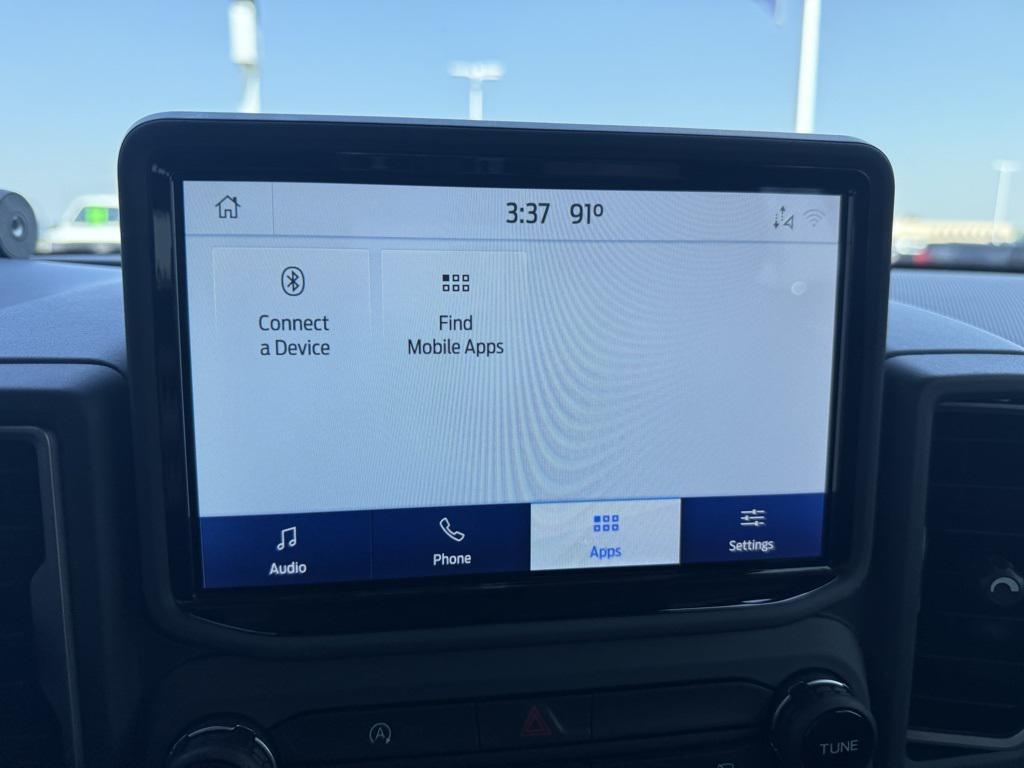 3:37 91°
Connect
a Device
Find
Mobile Apps
Audio
Phone
Apps
Settings
A
TUNE